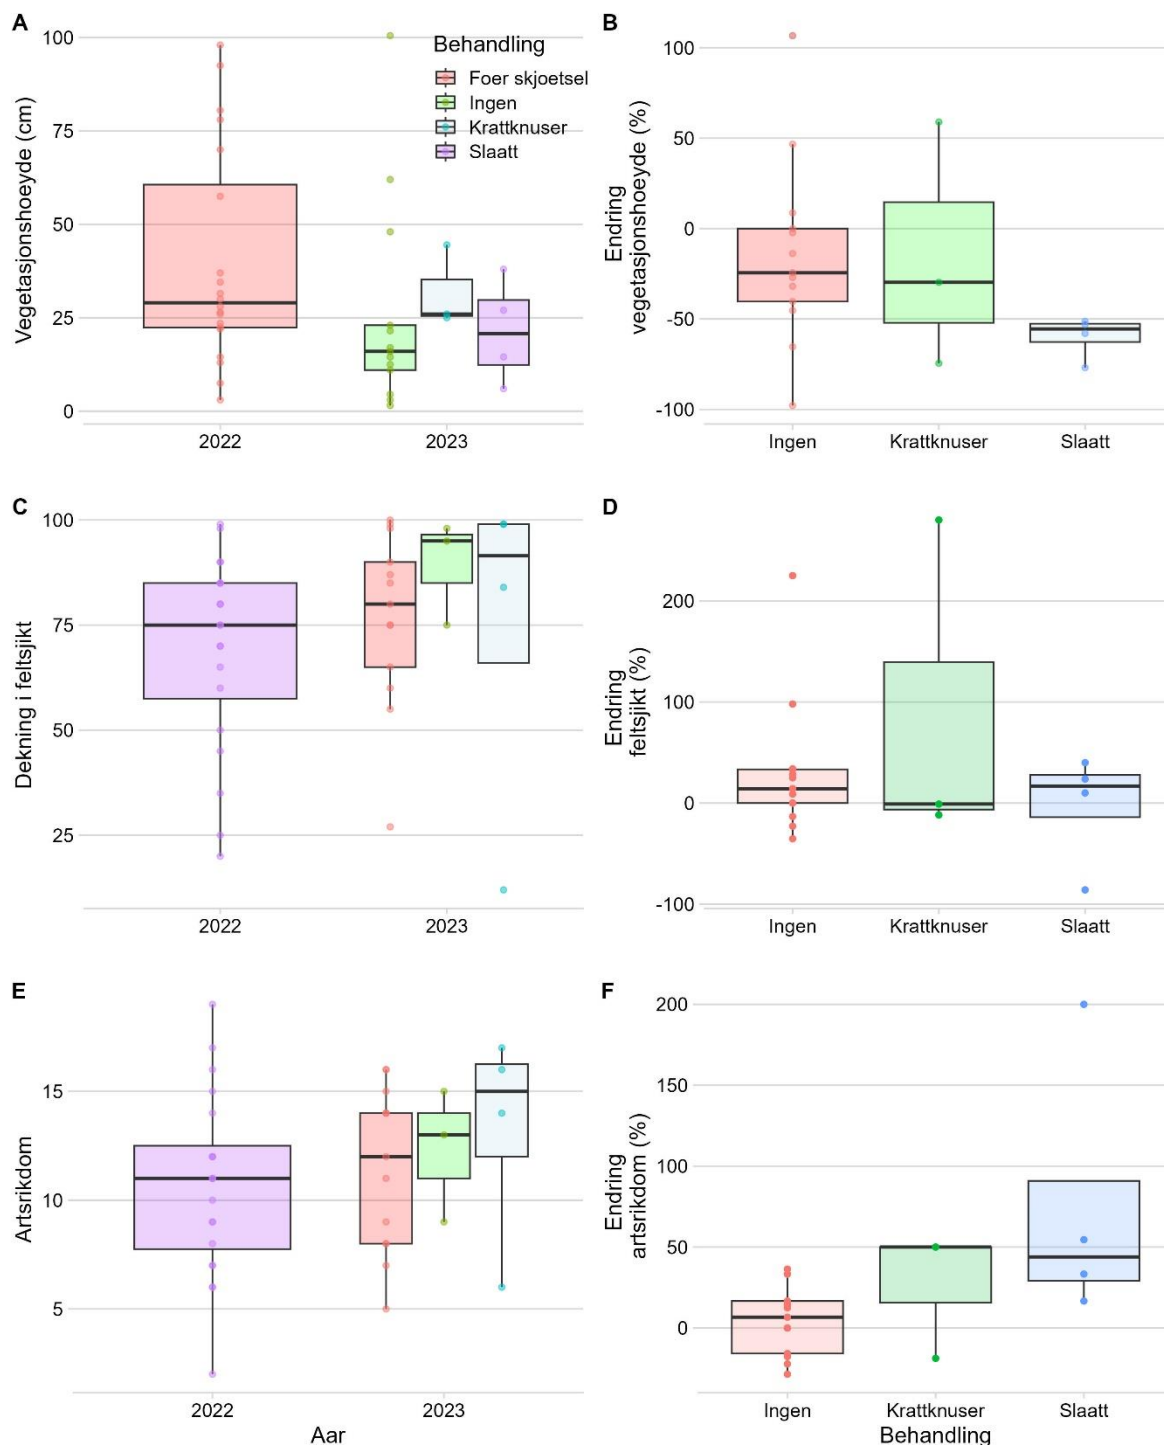 A
Vegetasjonshoeyde (cm)
100
75
50
25
0
2022
2023
Behandling
Foer skjoetsel
Ingen
Krattknuser
Slaatt
B
Endring
vegetasjonshoeyde (%)
100
50
0
-50
-100
Ingen
Krattknuser
Slaatt
C
Dekning i feltsjikt
100
75
50
25
2022
2023
D
Endring
feltsjikt (%)
200
100
0
-100
Ingen
Krattknuser
Slaatt
E
Artsrikdom
15
10
5
2022
2023
Aar
F
Endring
artsrikdom (%)
200
150
100
50
0
Ingen
Krattknuser
Slaatt
Behandling